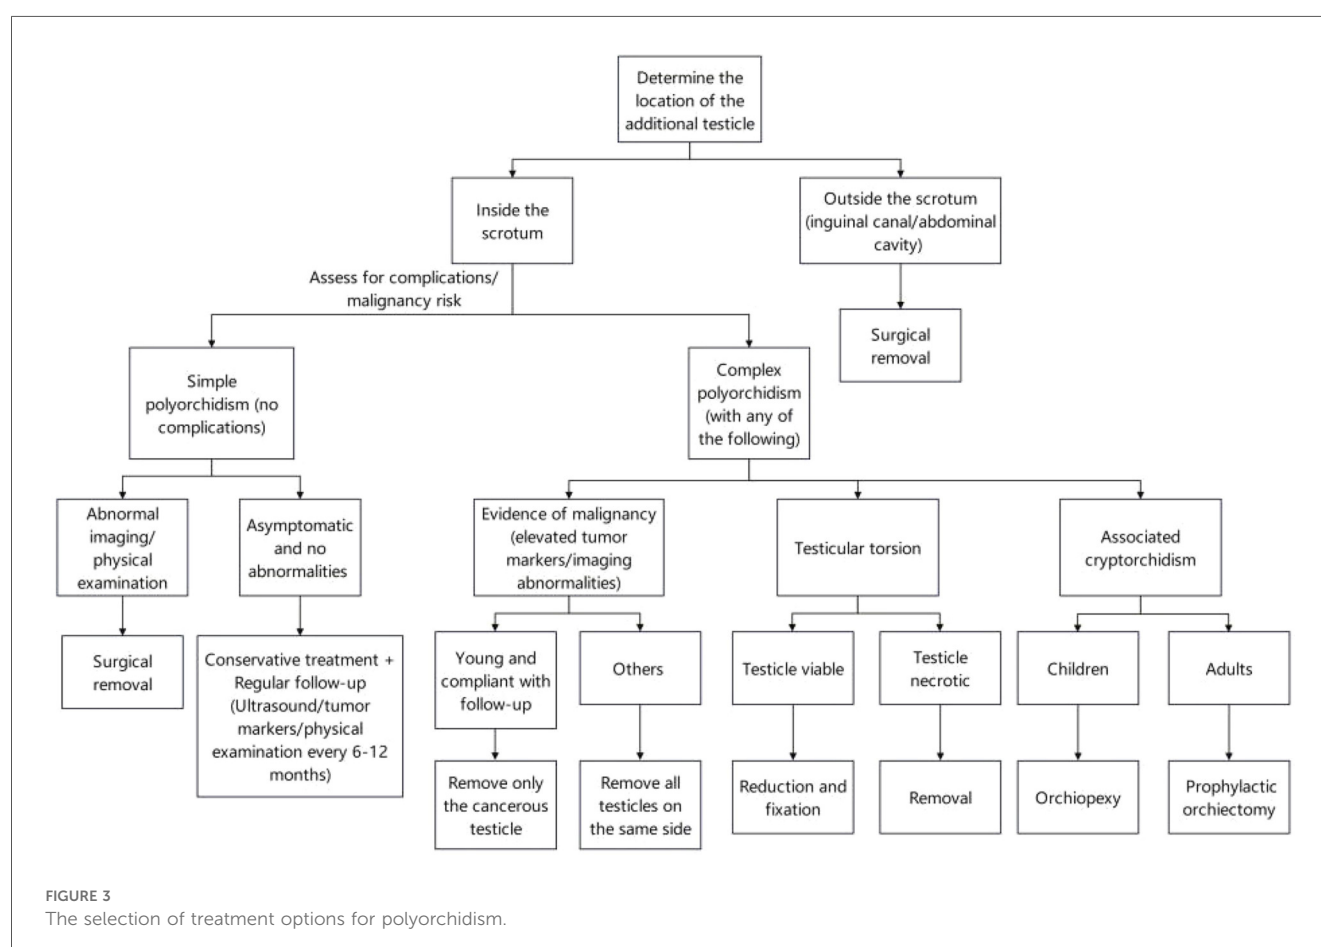 Determine the
location of the
additional testicle
Inside the
scrotum
Outside the scrotum
(inguinal canal/abdominal
cavity)
Assess for complications/
malignancy risk
Surgical
removal
Simple
polyorchidism (no
complications)
Complex
polyorchidism
(with any of
the following)
Abnormal
imaging/
physical
examination
Asymptomatic
and no
abnormalities
Evidence of malignancy
(elevated tumor
markers/imaging
abnormalities)
Testicular torsion
Associated
cryptorchidism
Surgical
removal
Conservative treatment +
Regular follow-up
(Ultrasound/tumor
markers/physical
examination every 6-12
months)
Young and
compliant with
follow-up
Others
Testicle viable
Testicle
necrotic
Children
Adults
Remove only
the cancerous
testicle
Remove all
testicles on
the same side
Reduction and
fixation
Removal
Orchiopexy
Prophylactic
orchiectomy
FIGURE 3
The selection of treatment options for polyorchidism.